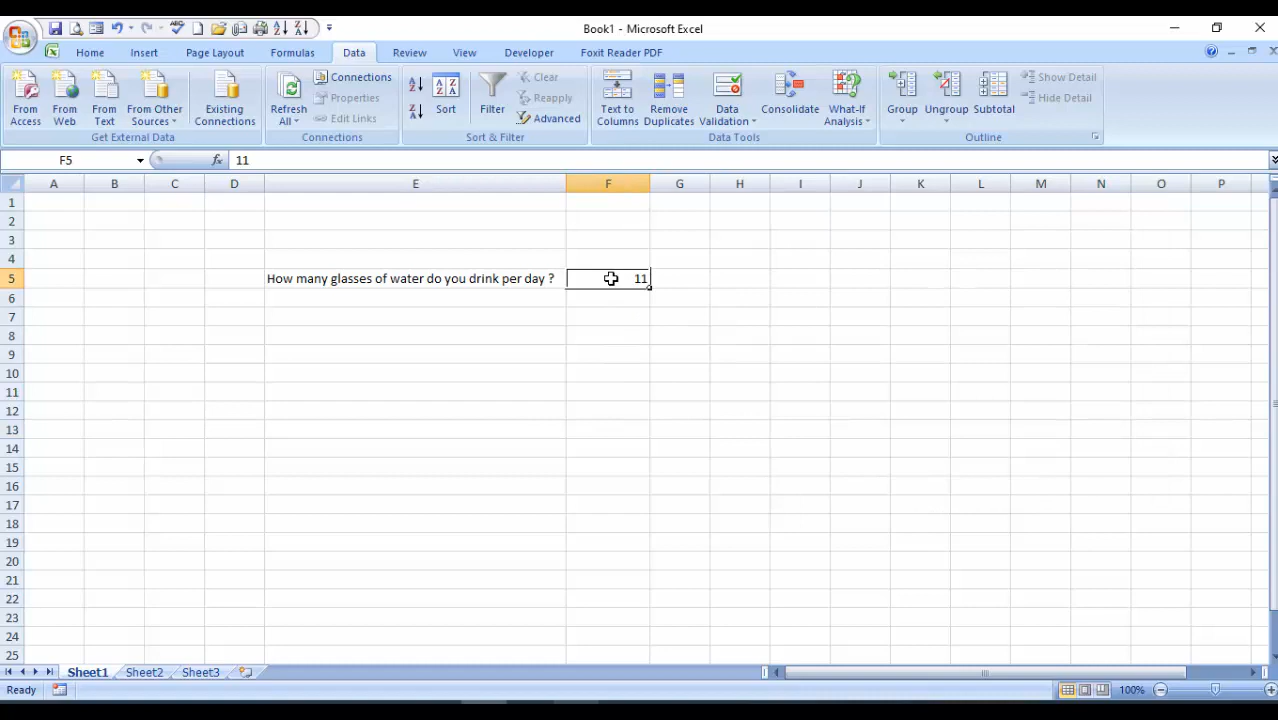 Book1 - Microsoft Excel
Home Insert Page Layout Formulas Data Review View Developer Foxit Reader PDF
From Access
From Web
From Text
From Other Sources
Existing Connections
Get External Data
Refresh All
Connections
Properties
Edit Links
Connections
Sort
Filter
Clear
Reapply
Advanced
Sort & Filter
Text to Columns
Remove Duplicates
Data Validation
Consolidate
What-If Analysis
Data Tools
Group
Ungroup
Subtotal
Show Detail
Hide Detail
Outline
F5 fx 11
A B C D E F G H I J K L M N O P
1
2
3
4
5 How many glasses of water do you drink per day ? 11
6
7
8
9
10
11
12
13
14
15
16
17
18
19
20
21
22
23
24
25
Sheet1 Sheet2 Sheet3
Ready 100%